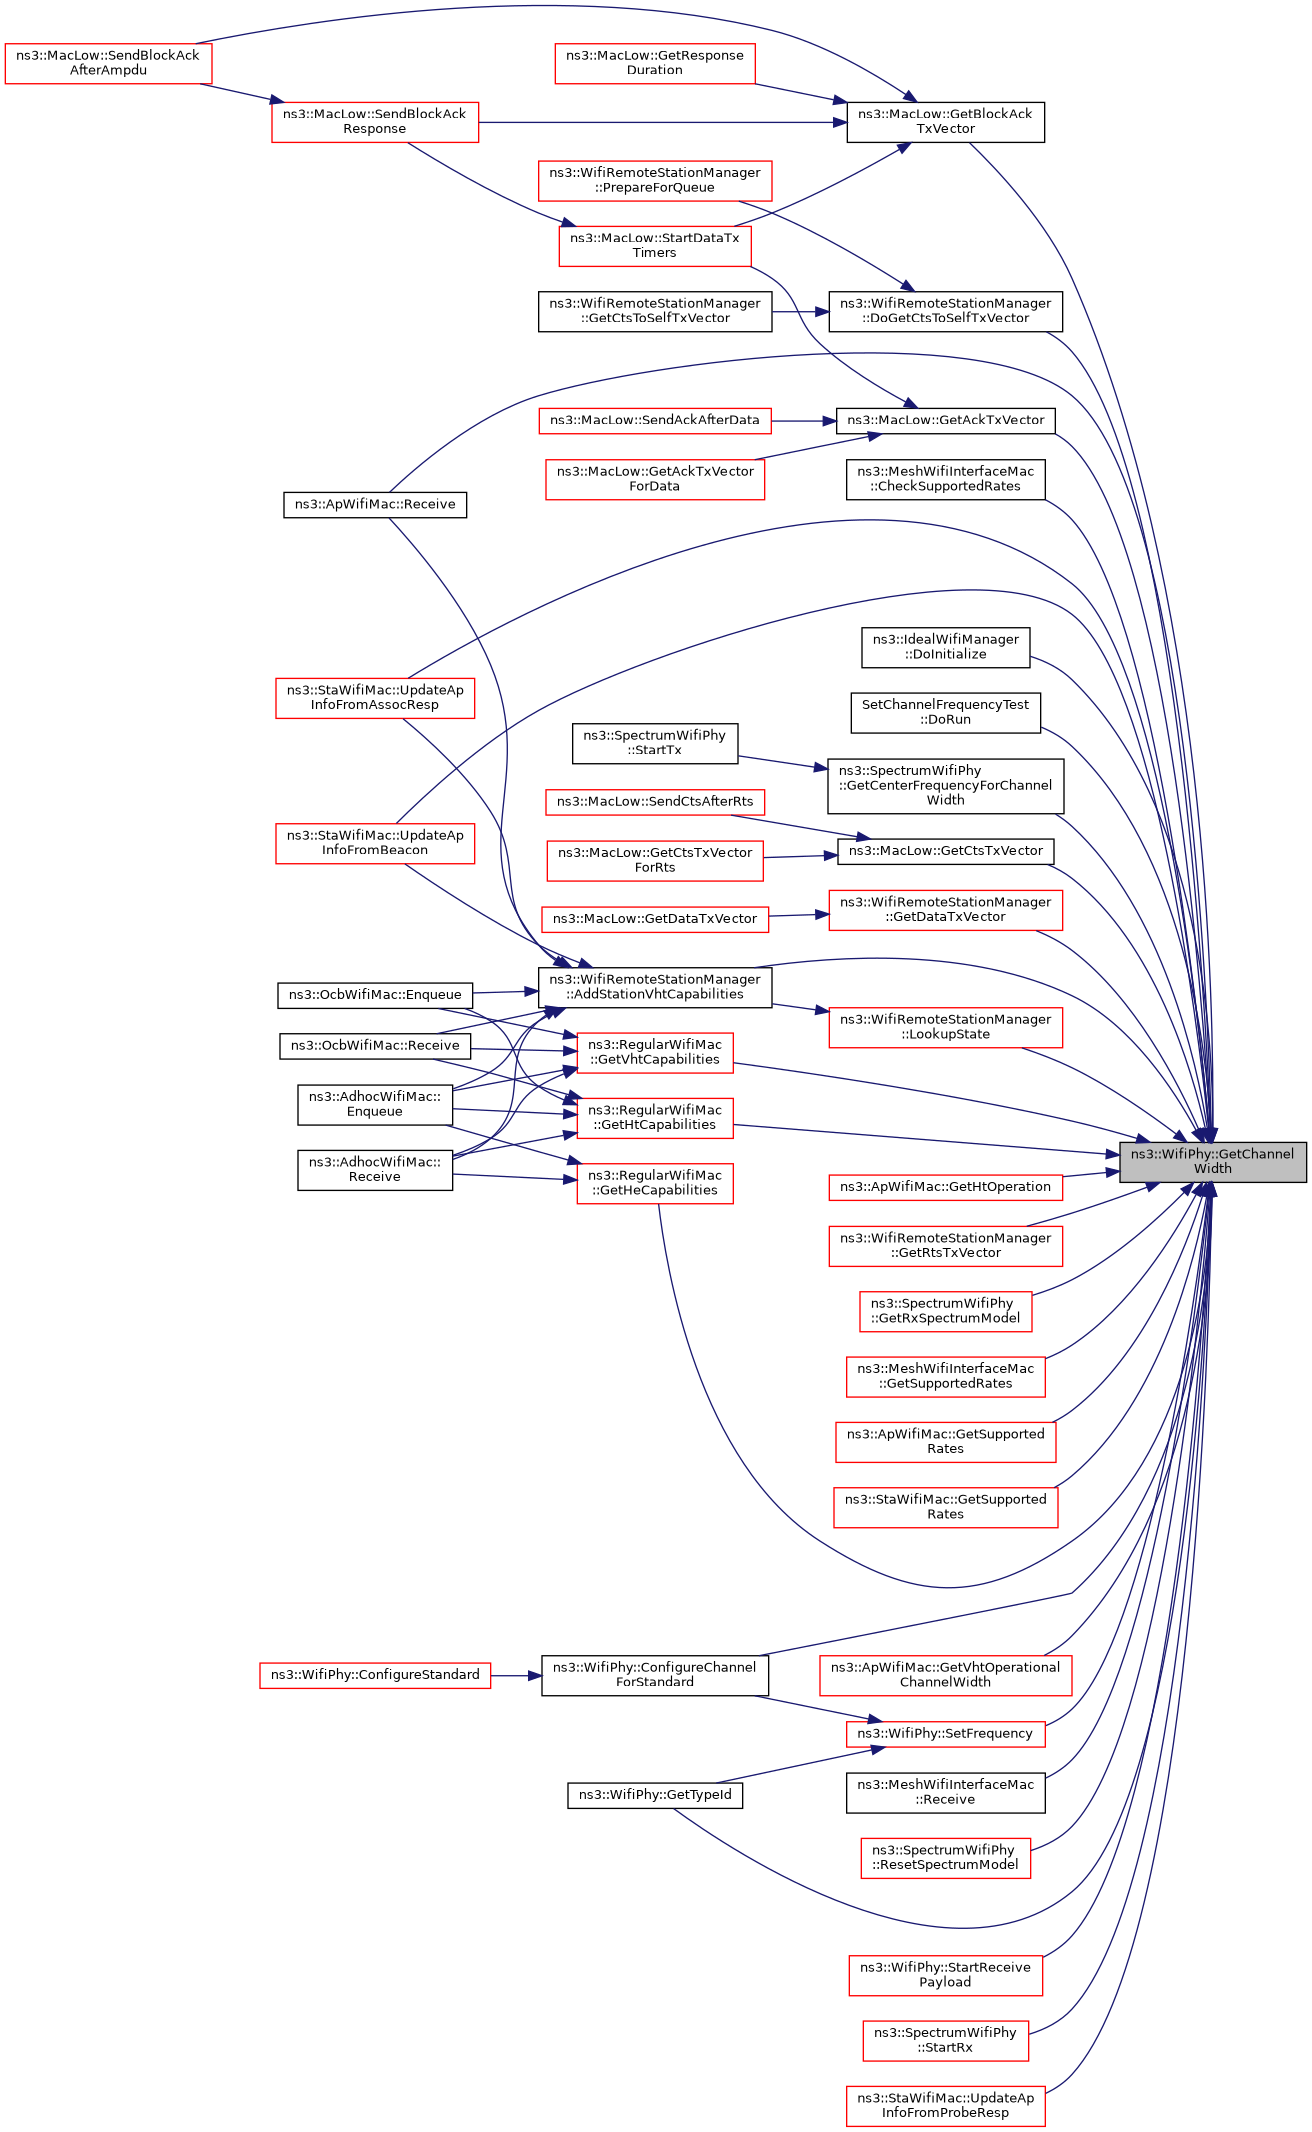 ns3::MacLow::SendBlockAck
AfterAmpdu
ns3::MacLow::GetResponse
Duration
ns3::MacLow::SendBlockAck
Response
ns3::MacLow::GetBlockAck
TxVector
ns3::WifiRemoteStationManager
::PrepareForQueue
ns3::MacLow::StartDataTx
Timers
ns3::WifiRemoteStationManager
::GetCtsToSelfTxVector
ns3::WifiRemoteStationManager
::DoGetCtsToSelfTxVector
ns3::MacLow::SendAckAfterData
ns3::MacLow::GetAckTxVector
ns3::MacLow::GetAckTxVector
ForData
ns3::MeshWifiInterfaceMac
::CheckSupportedRates
ns3::ApWifiMac::Receive
ns3::IdealWifiManager
::DoInitialize
ns3::StaWifiMac::UpdateAp
InfoFromAssocResp
SetChannelFrequencyTest
::DoRun
ns3::SpectrumWifiPhy
::StartTx
ns3::SpectrumWifiPhy
::GetCenterFrequencyForChannel
Width
ns3::MacLow::SendCtsAfterRts
ns3::StaWifiMac::UpdateAp
InfoFromBeacon
ns3::MacLow::GetCtsTxVector
ForRts
ns3::MacLow::GetCtsTxVector
ns3::MacLow::GetDataTxVector
ns3::WifiRemoteStationManager
::GetDataTxVector
ns3::OcbWifiMac::Enqueue
ns3::WifiRemoteStationManager
::AddStationVhtCapabilities
ns3::WifiRemoteStationManager
::LookupState
ns3::OcbWifiMac::Receive
ns3::RegularWifiMac
::GetVhtCapabilities
ns3::AdhocWifiMac::
Enqueue
ns3::RegularWifiMac
::GetHtCapabilities
ns3::AdhocWifiMac::
Receive
ns3::RegularWifiMac
::GetHeCapabilities
ns3::WifiPhy::GetChannel
Width
ns3::ApWifiMac::GetHtOperation
ns3::WifiRemoteStationManager
::GetRtsTxVector
ns3::SpectrumWifiPhy
::GetRxSpectrumModel
ns3::MeshWifiInterfaceMac
::GetSupportedRates
ns3::ApWifiMac::GetSupported
Rates
ns3::StaWifiMac::GetSupported
Rates
ns3::WifiPhy::ConfigureStandard
ns3::WifiPhy::ConfigureChannel
ForStandard
ns3::ApWifiMac::GetVhtOperational
ChannelWidth
ns3::WifiPhy::SetFrequency
ns3::WifiPhy::GetTypeId
ns3::MeshWifiInterfaceMac
::Receive
ns3::SpectrumWifiPhy
::ResetSpectrumModel
ns3::WifiPhy::StartReceive
Payload
ns3::SpectrumWifiPhy
::StartRx
ns3::StaWifiMac::UpdateAp
InfoFromProbeResp